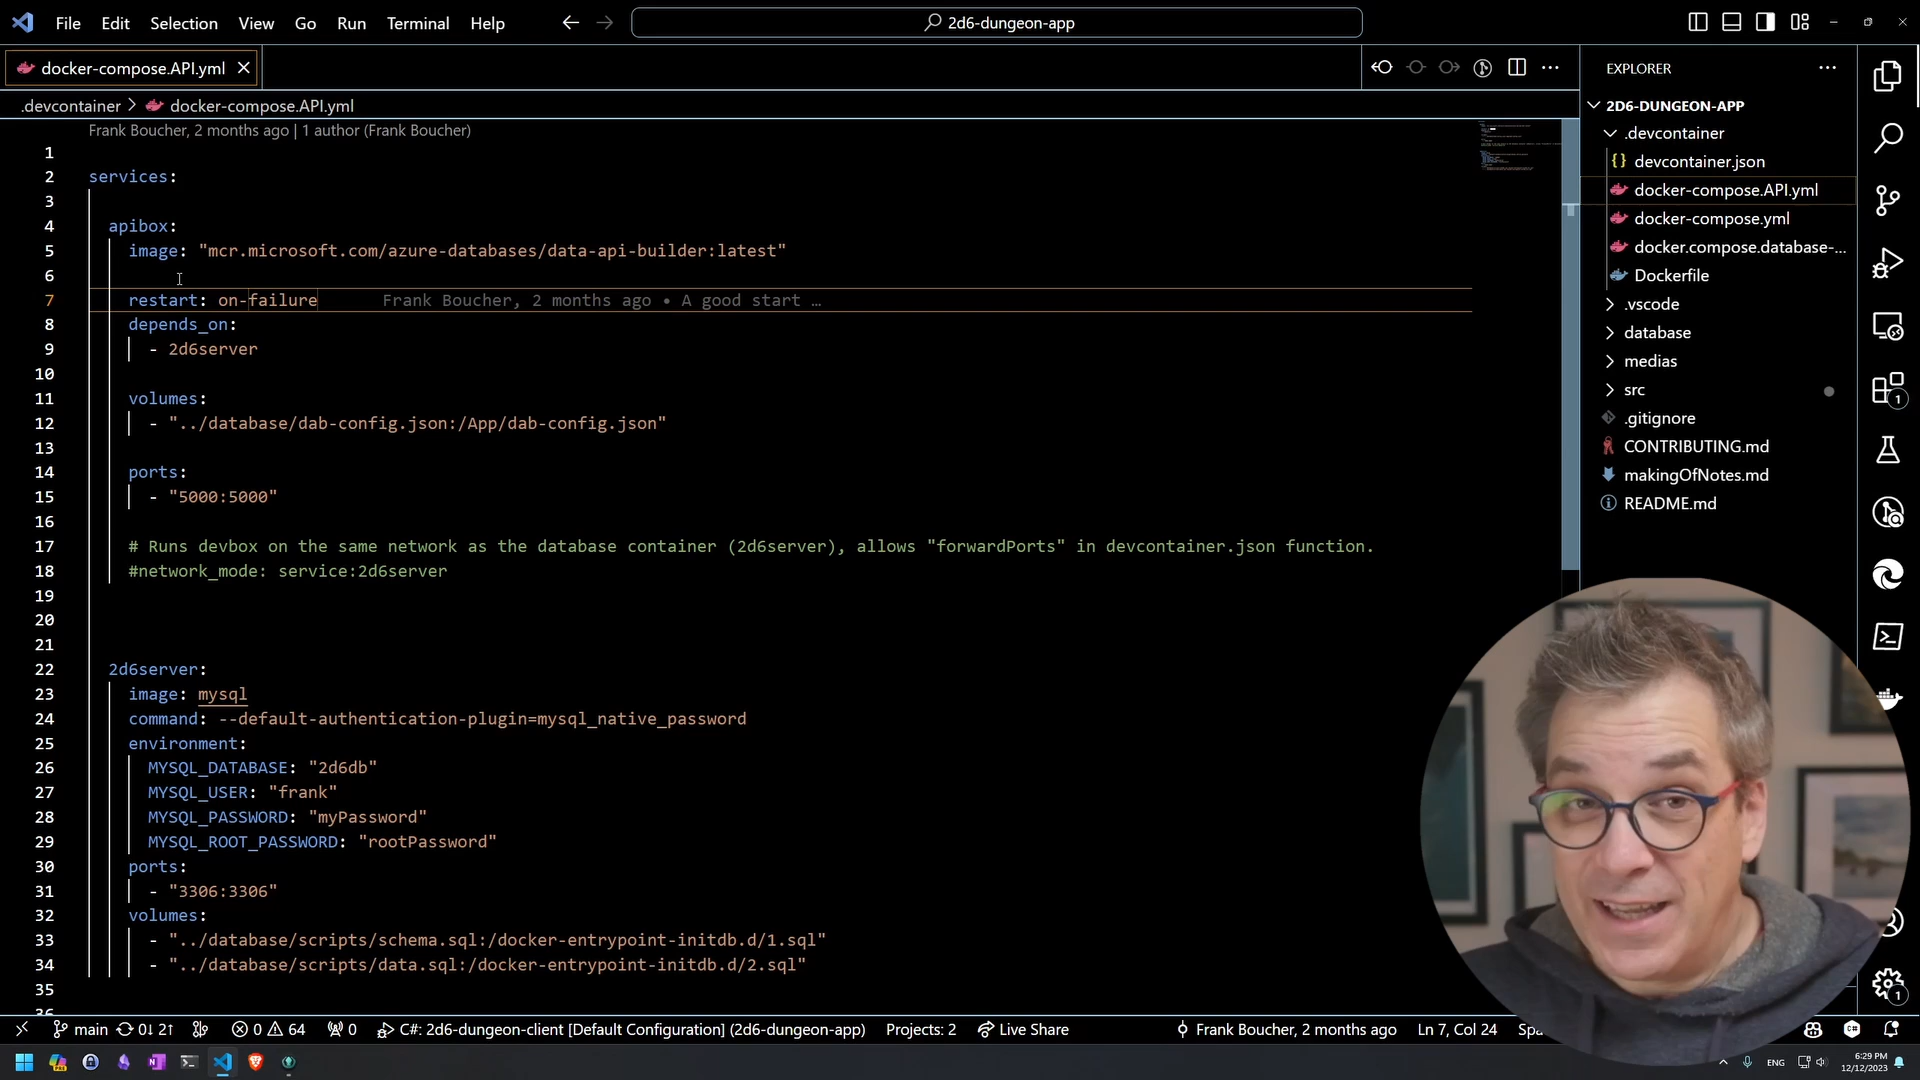 File Edit Selection View Go Run Terminal Help
2d6-dungeon-app
docker-compose.API.yml
.devcontainer > docker-compose.API.yml
Frank Boucher, 2 months ago | 1 author (Frank Boucher)
1
2 services:
3
4 apibox:
5 image: "mcr.microsoft.com/azure-databases/data-api-builder:latest"
6
7 restart: on-failure Frank Boucher, 2 months ago • A good start …
8 depends_on:
9 - 2d6server
10
11 volumes:
12 - "../database/dab-config.json:/App/dab-config.json"
13
14 ports:
15 - "5000:5000"
16
17 # Runs devbox on the same network as the database container (2d6server), allows "forwardPorts" in devcontainer.json function.
18 #network_mode: service:2d6server
19
20
21
22 2d6server:
23 image: mysql
24 command: --default-authentication-plugin=mysql_native_password
25 environment:
26 MYSQL_DATABASE: "2d6db"
27 MYSQL_USER: "frank"
28 MYSQL_PASSWORD: "myPassword"
29 MYSQL_ROOT_PASSWORD: "rootPassword"
30 ports:
31 - "3306:3306"
32 volumes:
33 - "../database/scripts/schema.sql:/docker-entrypoint-initdb.d/1.sql"
34 - "../database/scripts/data.sql:/docker-entrypoint-initdb.d/2.sql"
35
36
EXPLORER
2D6-DUNGEON-APP
.devcontainer
{} devcontainer.json
docker-compose.API.yml
docker-compose.yml
docker.compose.database-...
Dockerfile
.vscode
database
medias
src
.gitignore
CONTRIBUTING.md
makingOfNotes.md
README.md
1
1
main 0↓ 2↑ 0 64 0 C#: 2d6-dungeon-client [Default Configuration] (2d6-dungeon-app) Projects: 2 Live Share Frank Boucher, 2 months ago Ln 7, Col 24 Spa
ENG
6:29 PM
12/12/2023